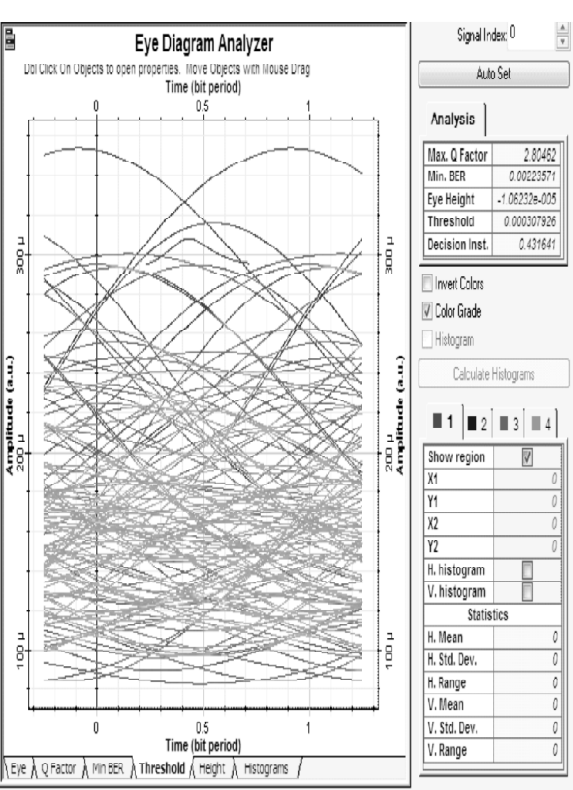 Eye Diagram Analyzer
Dbl Click On Objects to open properties. Move Objects with Mouse Drag
Time (bit period)
0 0.5 1
Amplitude (a.u.)
300 µ
200 µ
100 µ
Amplitude (a.u.)
300 µ
200 µ
100 µ
0 0.5 1
Time (bit period)
Eye Q Factor Min BER Threshold Height Histograms
Signal Index: 0
Auto Set
Analysis
Max. Q Factor 2.80462
Min. BER 0.00223571
Eye Height -1.06232e-005
Threshold 0.000307926
Decision Inst. 0.431641
Invert Colors
Color Grade
Histogram
Calculate Histograms
1 2 3 4
Show region
X1 0
Y1 0
X2 0
Y2 0
H. histogram
V. histogram
Statistics
H. Mean 0
H. Std. Dev. 0
H. Range 0
V. Mean 0
V. Std. Dev. 0
V. Range 0